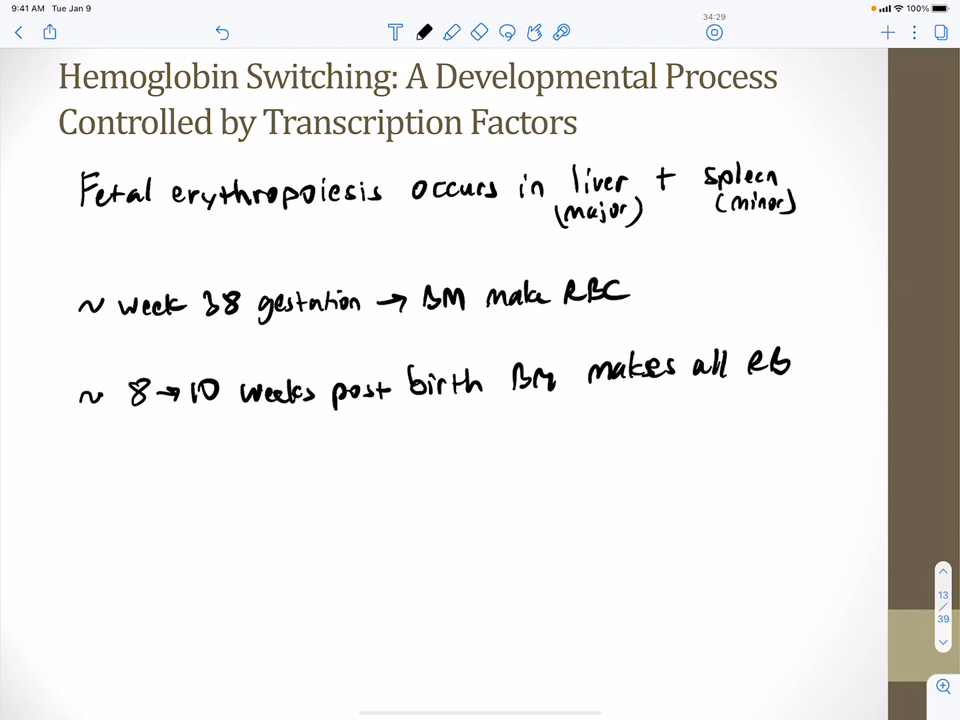 9:41 AM Tue Jan 9
100%
34:29
Hemoglobin Switching: A Developmental Process
Controlled by Transcription Factors
Fetal erythropoiesis occurs in liver + spleen
(major) (minor)
~ week 38 gestation → BM make RBC
~ 8→10 weeks post birth BM makes all RB
13
/
39